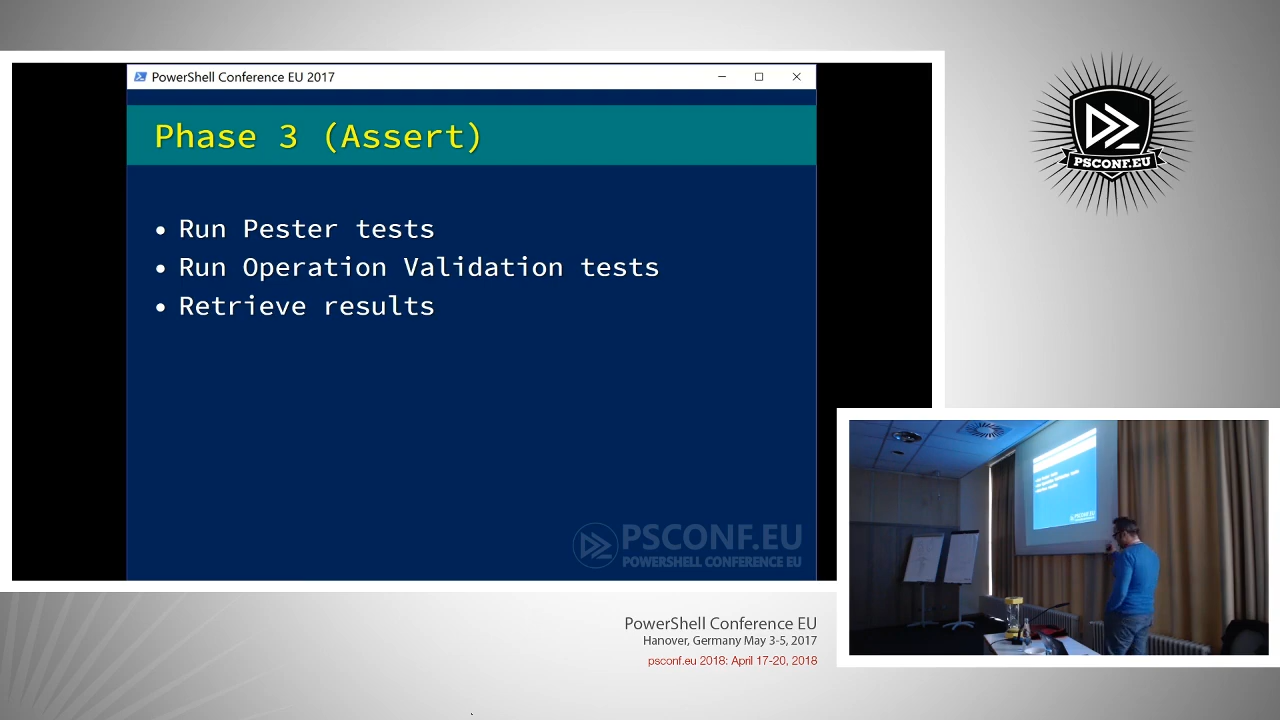 PowerShell Conference EU 2017
Phase 3 (Assert)
• Run Pester tests
• Run Operation Validation tests
• Retrieve results
PSCONF.EU
POWERSHELL CONFERENCE EU
PSCONF.EU
PowerShell Conference EU
Hanover, Germany May 3-5, 2017
psconf.eu 2018: April 17-20, 2018